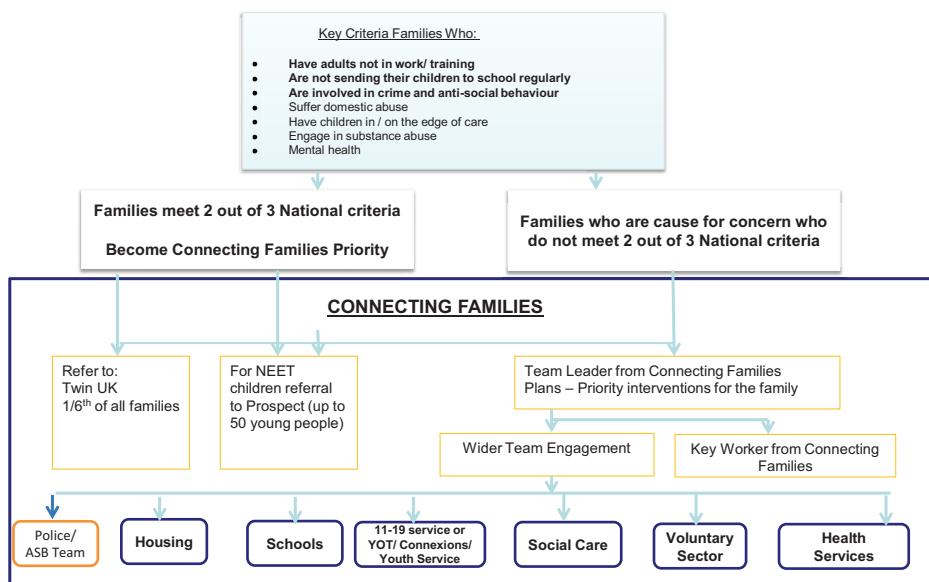 Key Criteria Families Who:
• Have adults not in work/ training
• Are not sending their children to school regularly
• Are involved in crime and anti-social behaviour
• Suffer domestic abuse
• Have children in / on the edge of care
• Engage in substance abuse
• Mental health
Families meet 2 out of 3 National criteria
Become Connecting Families Priority
Families who are cause for concern who
do not meet 2 out of 3 National criteria
CONNECTING FAMILIES
Refer to:
Twin UK
1/6th of all families
For NEET
children referral
to Prospect (up to
50 young people)
Team Leader from Connecting Families
Plans – Priority interventions for the family
Wider Team Engagement
Key Worker from Connecting
Families
Police/
ASB Team
Housing
Schools
11-19 service or
YOT/ Connexions/
Youth Service
Social Care
Voluntary
Sector
Health
Services